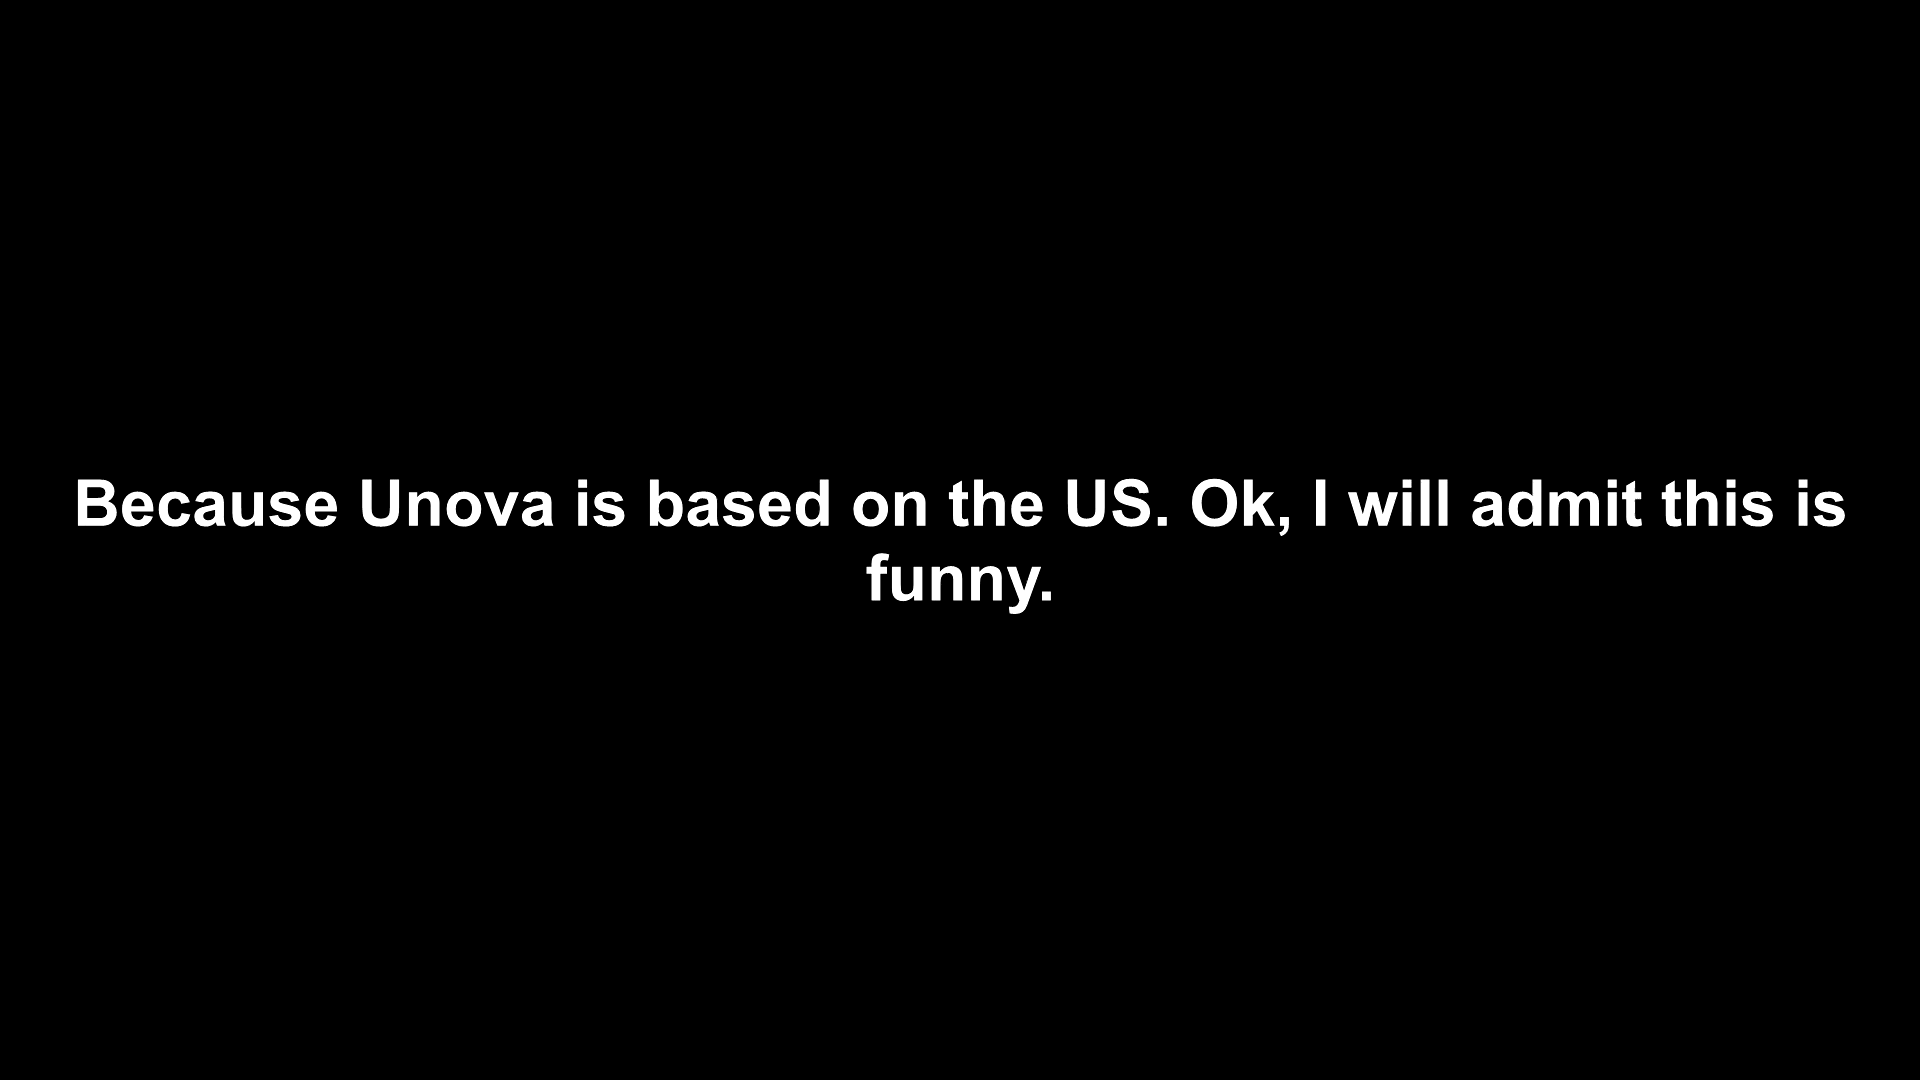 Because Unova is based on the US. Ok, I will admit this is
funny.